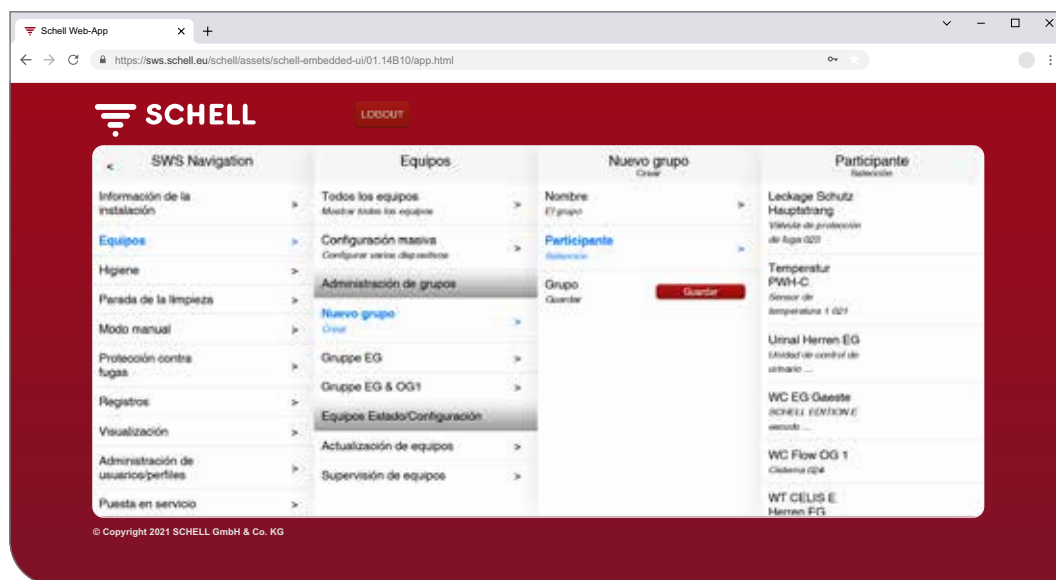 Schell Web-App
https://sws.schell.eu/schell/assets/schell-embedded-ui/01.14B10/app.html
SCHELL
LOGOUT
< SWS Navigation
Información de la
instalación >
Equipos >
Higiene >
Parada de la limpieza >
Modo manual >
Protección contra
fugas >
Registros >
Visualización >
Administración de
usuarios/perfiles >
Puesta en servicio >
Equipos
Todos los equipos
Mostrar todos los equipos >
Configuración masiva
Configurar varios dispositivos >
Administración de grupos
Nuevo grupo
Crear >
Gruppe EG >
Gruppe EG & OG1 >
Equipos Estado/Configuración
Actualización de equipos >
Supervisión de equipos >
Nuevo grupo
Crear
Nombre
El grupo >
Participante
Selección >
Grupo
Guardar
Guardar
Participante
Selección
Leckage Schutz
Hauptstrang
Válvula de protección
de fuga 023
Temperatur
PWH-C
Sensor de
temperatura 1 021
Urinal Herren EG
Unidad de control de
urinario ...
WC EG Gaeste
SCHELL EDITION E
inodoro ...
WC Flow OG 1
Cisterna 024
WT CELIS E
Herren EG
© Copyright 2021 SCHELL GmbH & Co. KG